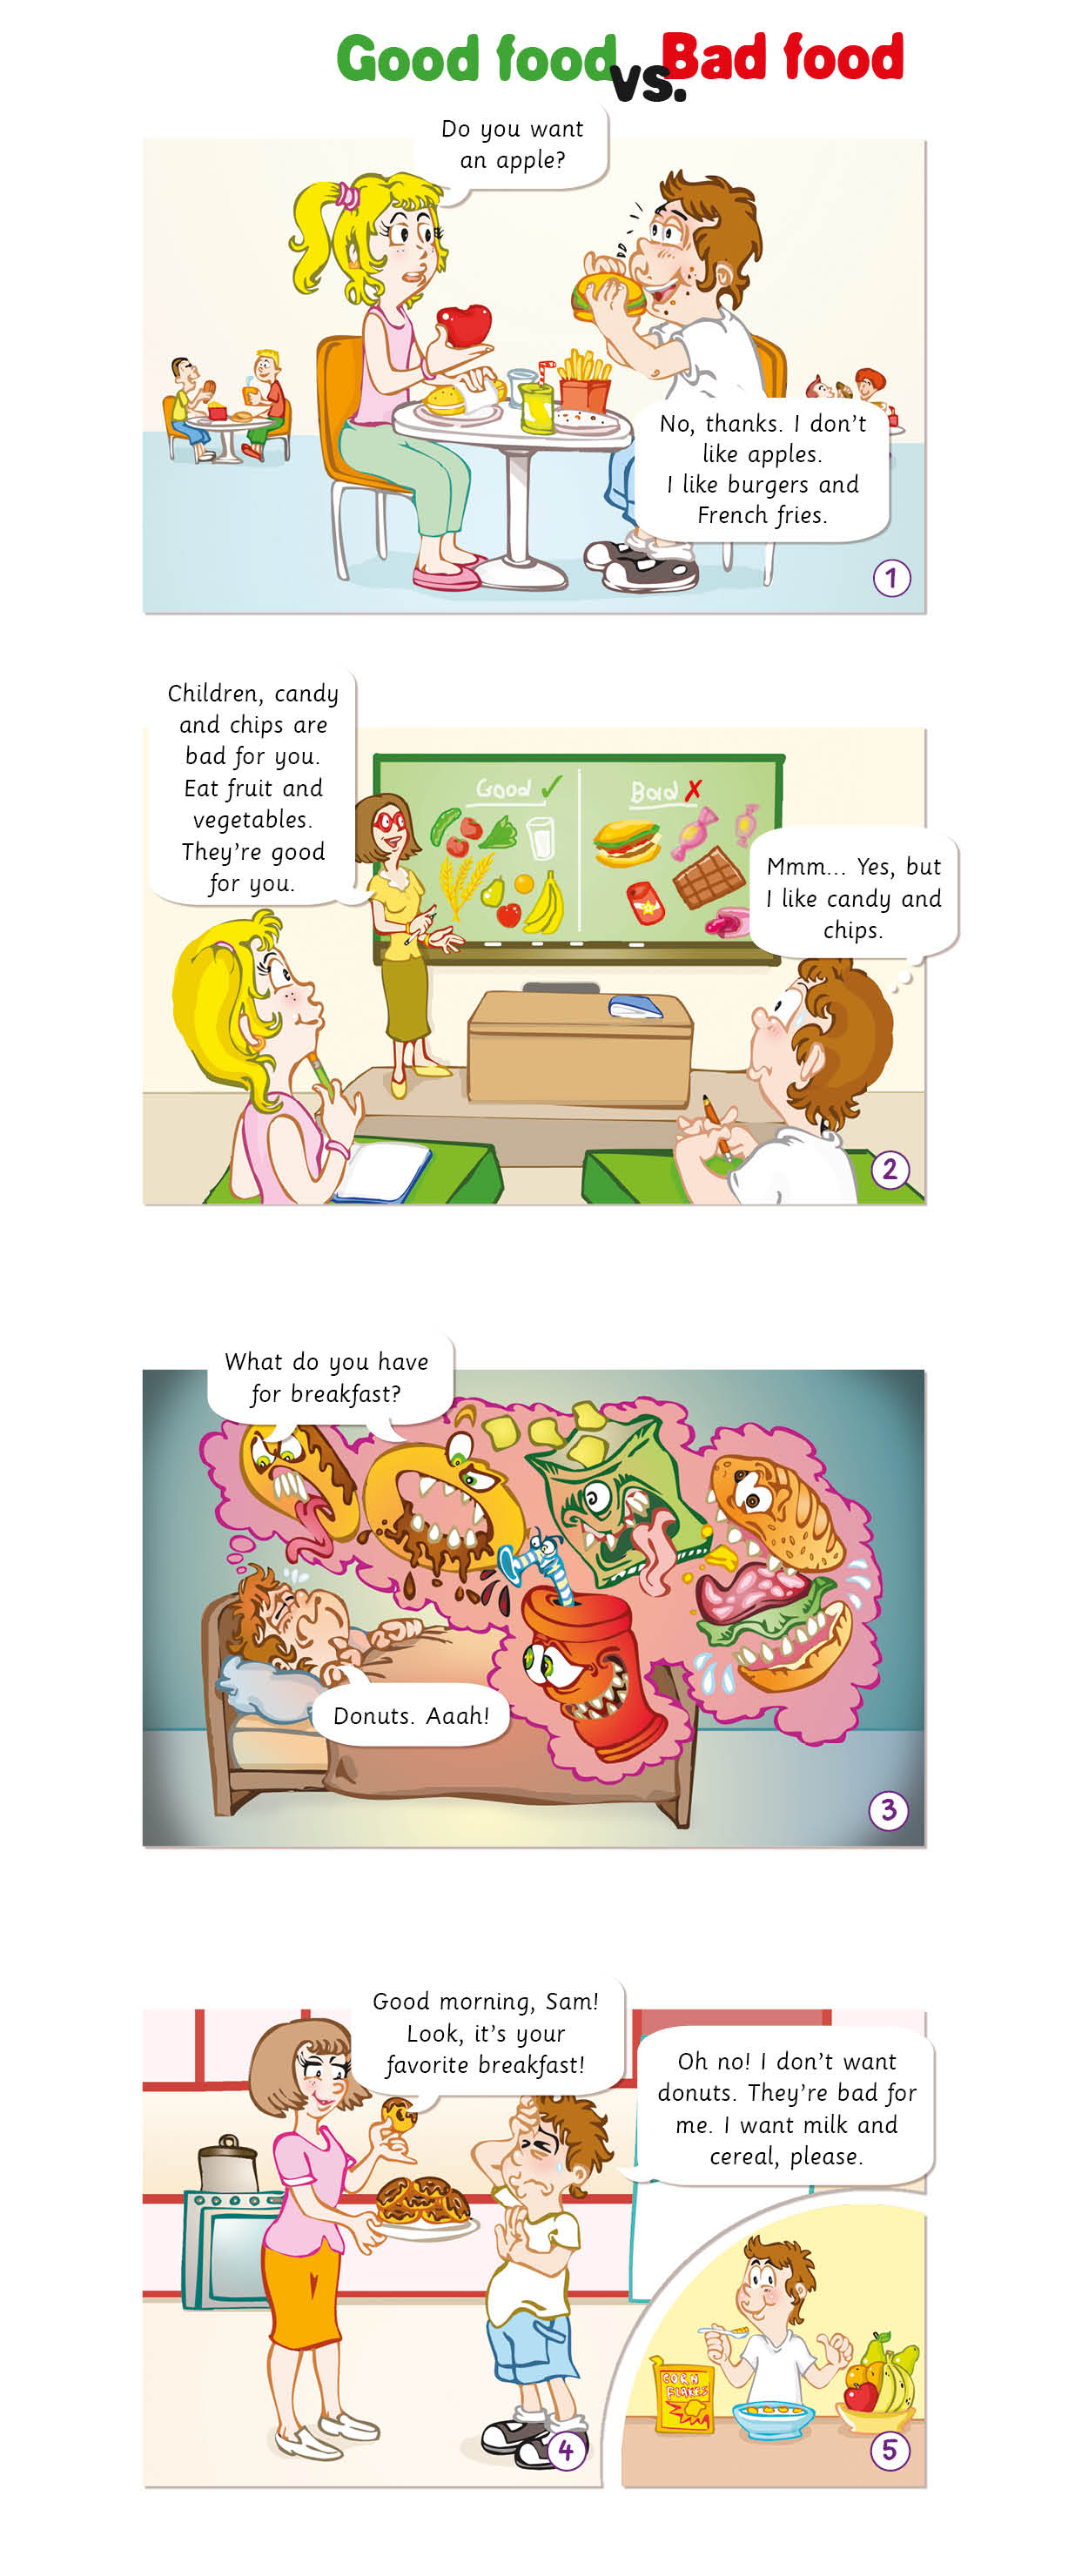 Good food vs. Bad food
Do you want
an apple?
No, thanks. I don't
like apples.
I like burgers and
French fries.
1
Children, candy
and chips are
bad for you.
Eat fruit and
vegetables.
They're good
for you.
Good ✓
Bad ✗
Mmm... Yes, but
I like candy and
chips.
2
What do you have
for breakfast?
Donuts. Aaah!
3
Good morning, Sam!
Look, it's your
favorite breakfast!
Oh no! I don't want
donuts. They're bad for
me. I want milk and
cereal, please.
4
CORN
FLAKES
5